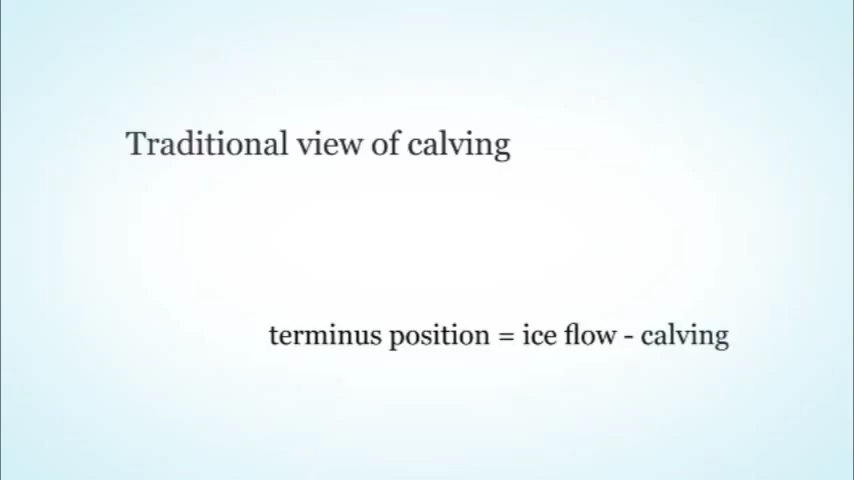 Traditional view of calving
terminus position = ice flow - calving